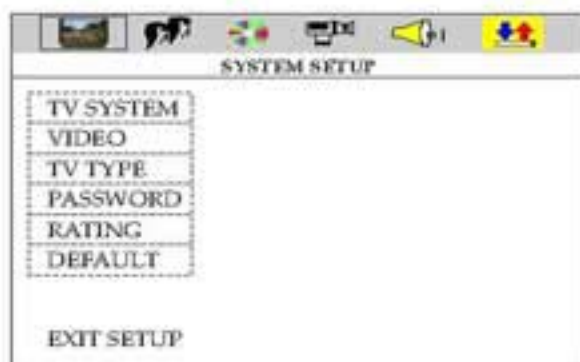 SYSTEM SETUP
TV SYSTEM
VIDEO
TV TYPE
PASSWORD
RATING
DEFAULT
EXIT SETUP